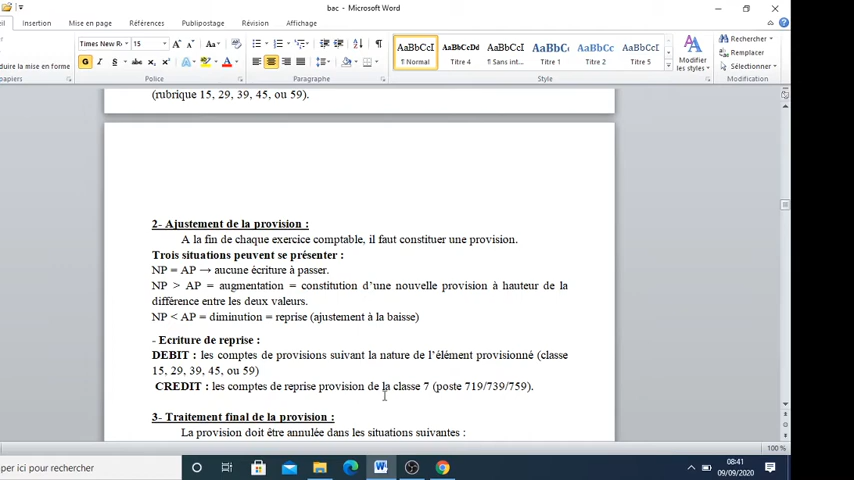 bac - Microsoft Word
Insertion Mise en page Références Publipostage Révision Affichage
Times New Ro 15 Aa
AaBbCcI AaBbCcDd AaBbCcI AaBbC AaBbCc AaBbCcI
¶ Normal Titre 4 ¶ Sans int... Titre 1 Titre 2 Titre 5
Modifier les styles
Rechercher
Remplacer
Sélectionner
G I S abc x₂ x²
duire la mise en forme
papiers Police Paragraphe Style Modification
(rubrique 15, 29, 39, 45, ou 59).
2- Ajustement de la provision :
A la fin de chaque exercice comptable, il faut constituer une provision.
Trois situations peuvent se présenter :
NP = AP → aucune écriture à passer.
NP > AP = augmentation = constitution d’une nouvelle provision à hauteur de la
différence entre les deux valeurs.
NP < AP = diminution = reprise (ajustement à la baisse)
- Ecriture de reprise :
DEBIT : les comptes de provisions suivant la nature de l’élément provisionné (classe
15, 29, 39, 45, ou 59)
CREDIT : les comptes de reprise provision de la classe 7 (poste 719/739/759).
3- Traitement final de la provision :
La provision doit être annulée dans les situations suivantes :
100 %
per ici pour rechercher
08:41
09/09/2020